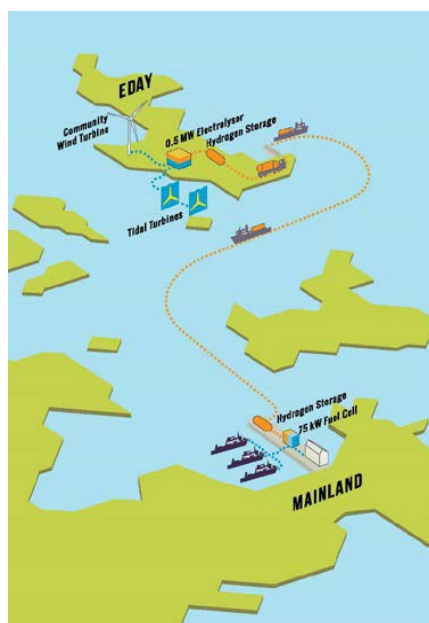 EDAY
Community
Wind Turbine
0.5 MW Electrolyser
Hydrogen Storage
Tidal Turbines
Hydrogen Storage
75 kW Fuel Cell
MAINLAND